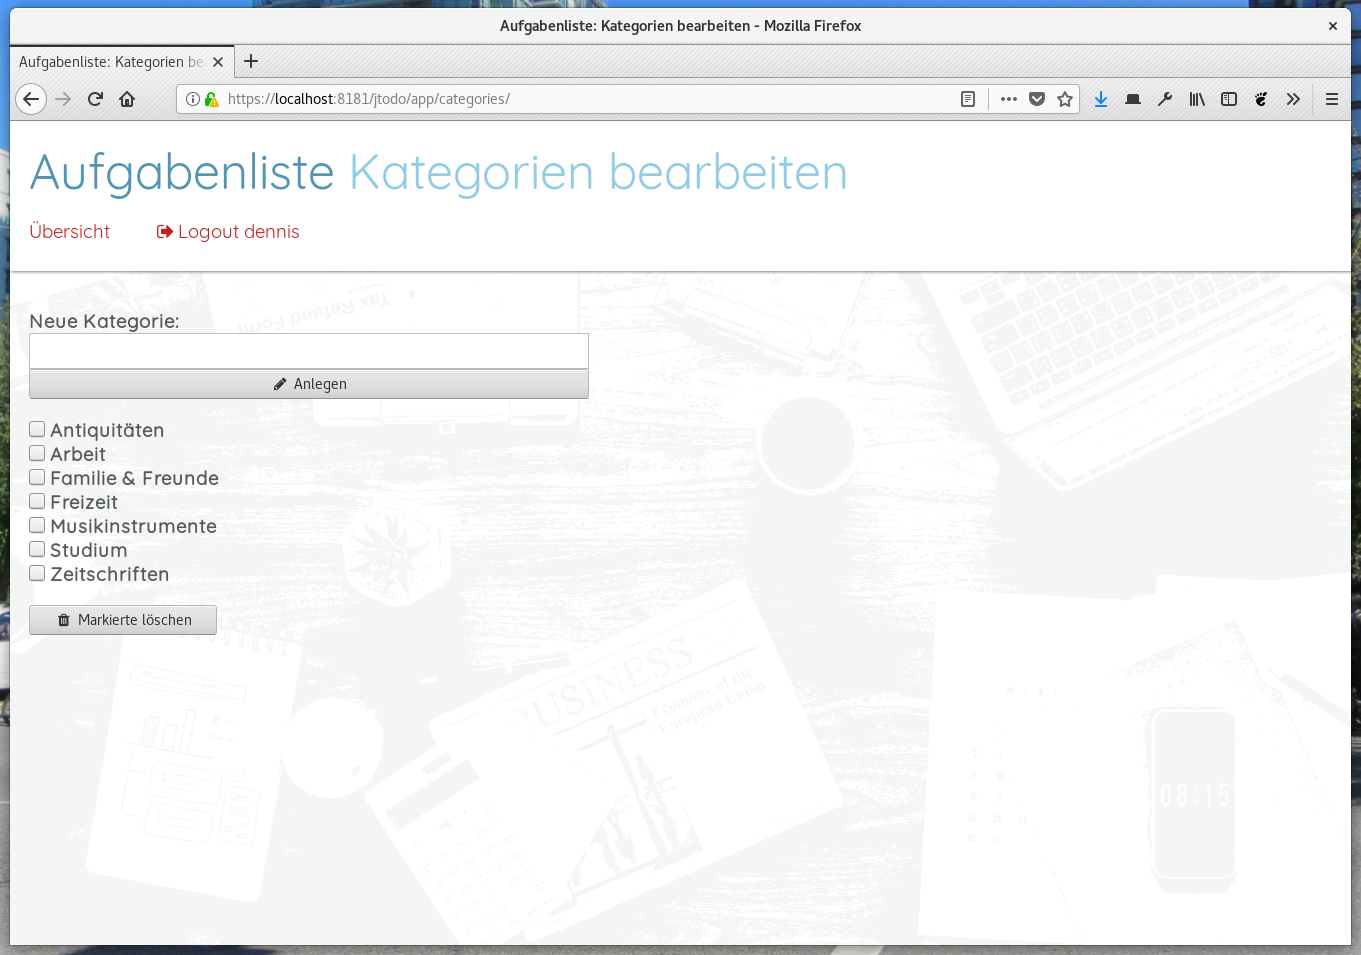 Aufgabenliste: Kategorien bearbeiten - Mozilla Firefox
Aufgabenliste: Kategorien be
https://localhost:8181/jtodo/app/categories/
Aufgabenliste Kategorien bearbeiten
Übersicht Logout dennis
Tax Refund Form
Neue Kategorie:
Anlegen
Antiquitäten
Arbeit
Familie & Freunde
Freizeit
Musikinstrumente
Studium
Zeitschriften
Markierte löschen
BUSINESS
Economy of the
European Union
08:15